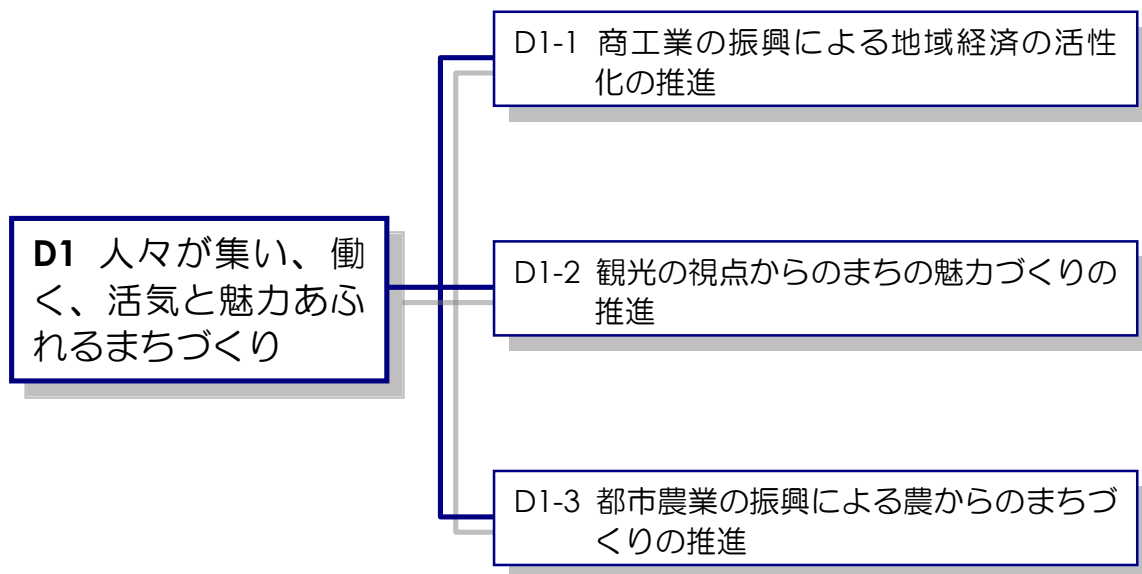 D1-1 商工業の振興による地域経済の活性
化の推進
D1 人々が集い、働
く、活気と魅力あふ
れるまちづくり
D1-2 観光の視点からのまちの魅力づくりの
推進
D1-3 都市農業の振興による農からのまちづ
くりの推進